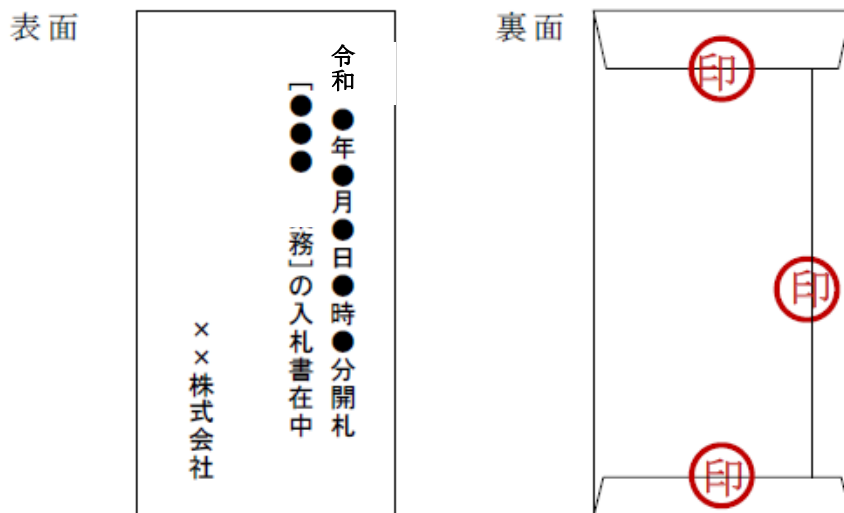 表面
令和 ●年●月●日●時●分開札
[●●● 務]の入札書在中
××株式会社
裏面
印
印
印